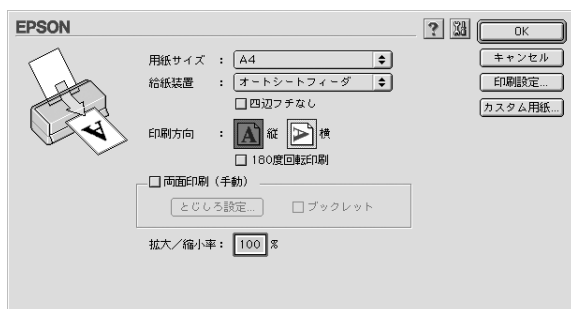 EPSON
? OK
用紙サイズ : A4 キャンセル
給紙装置 : オートシートフィーダ 印刷設定...
四辺フチなし カスタム用紙...
印刷方向 : A 縦 A 横
180度回転印刷
両面印刷（手動）
とじしろ設定... ブックレット
拡大／縮小率: 100 %
A